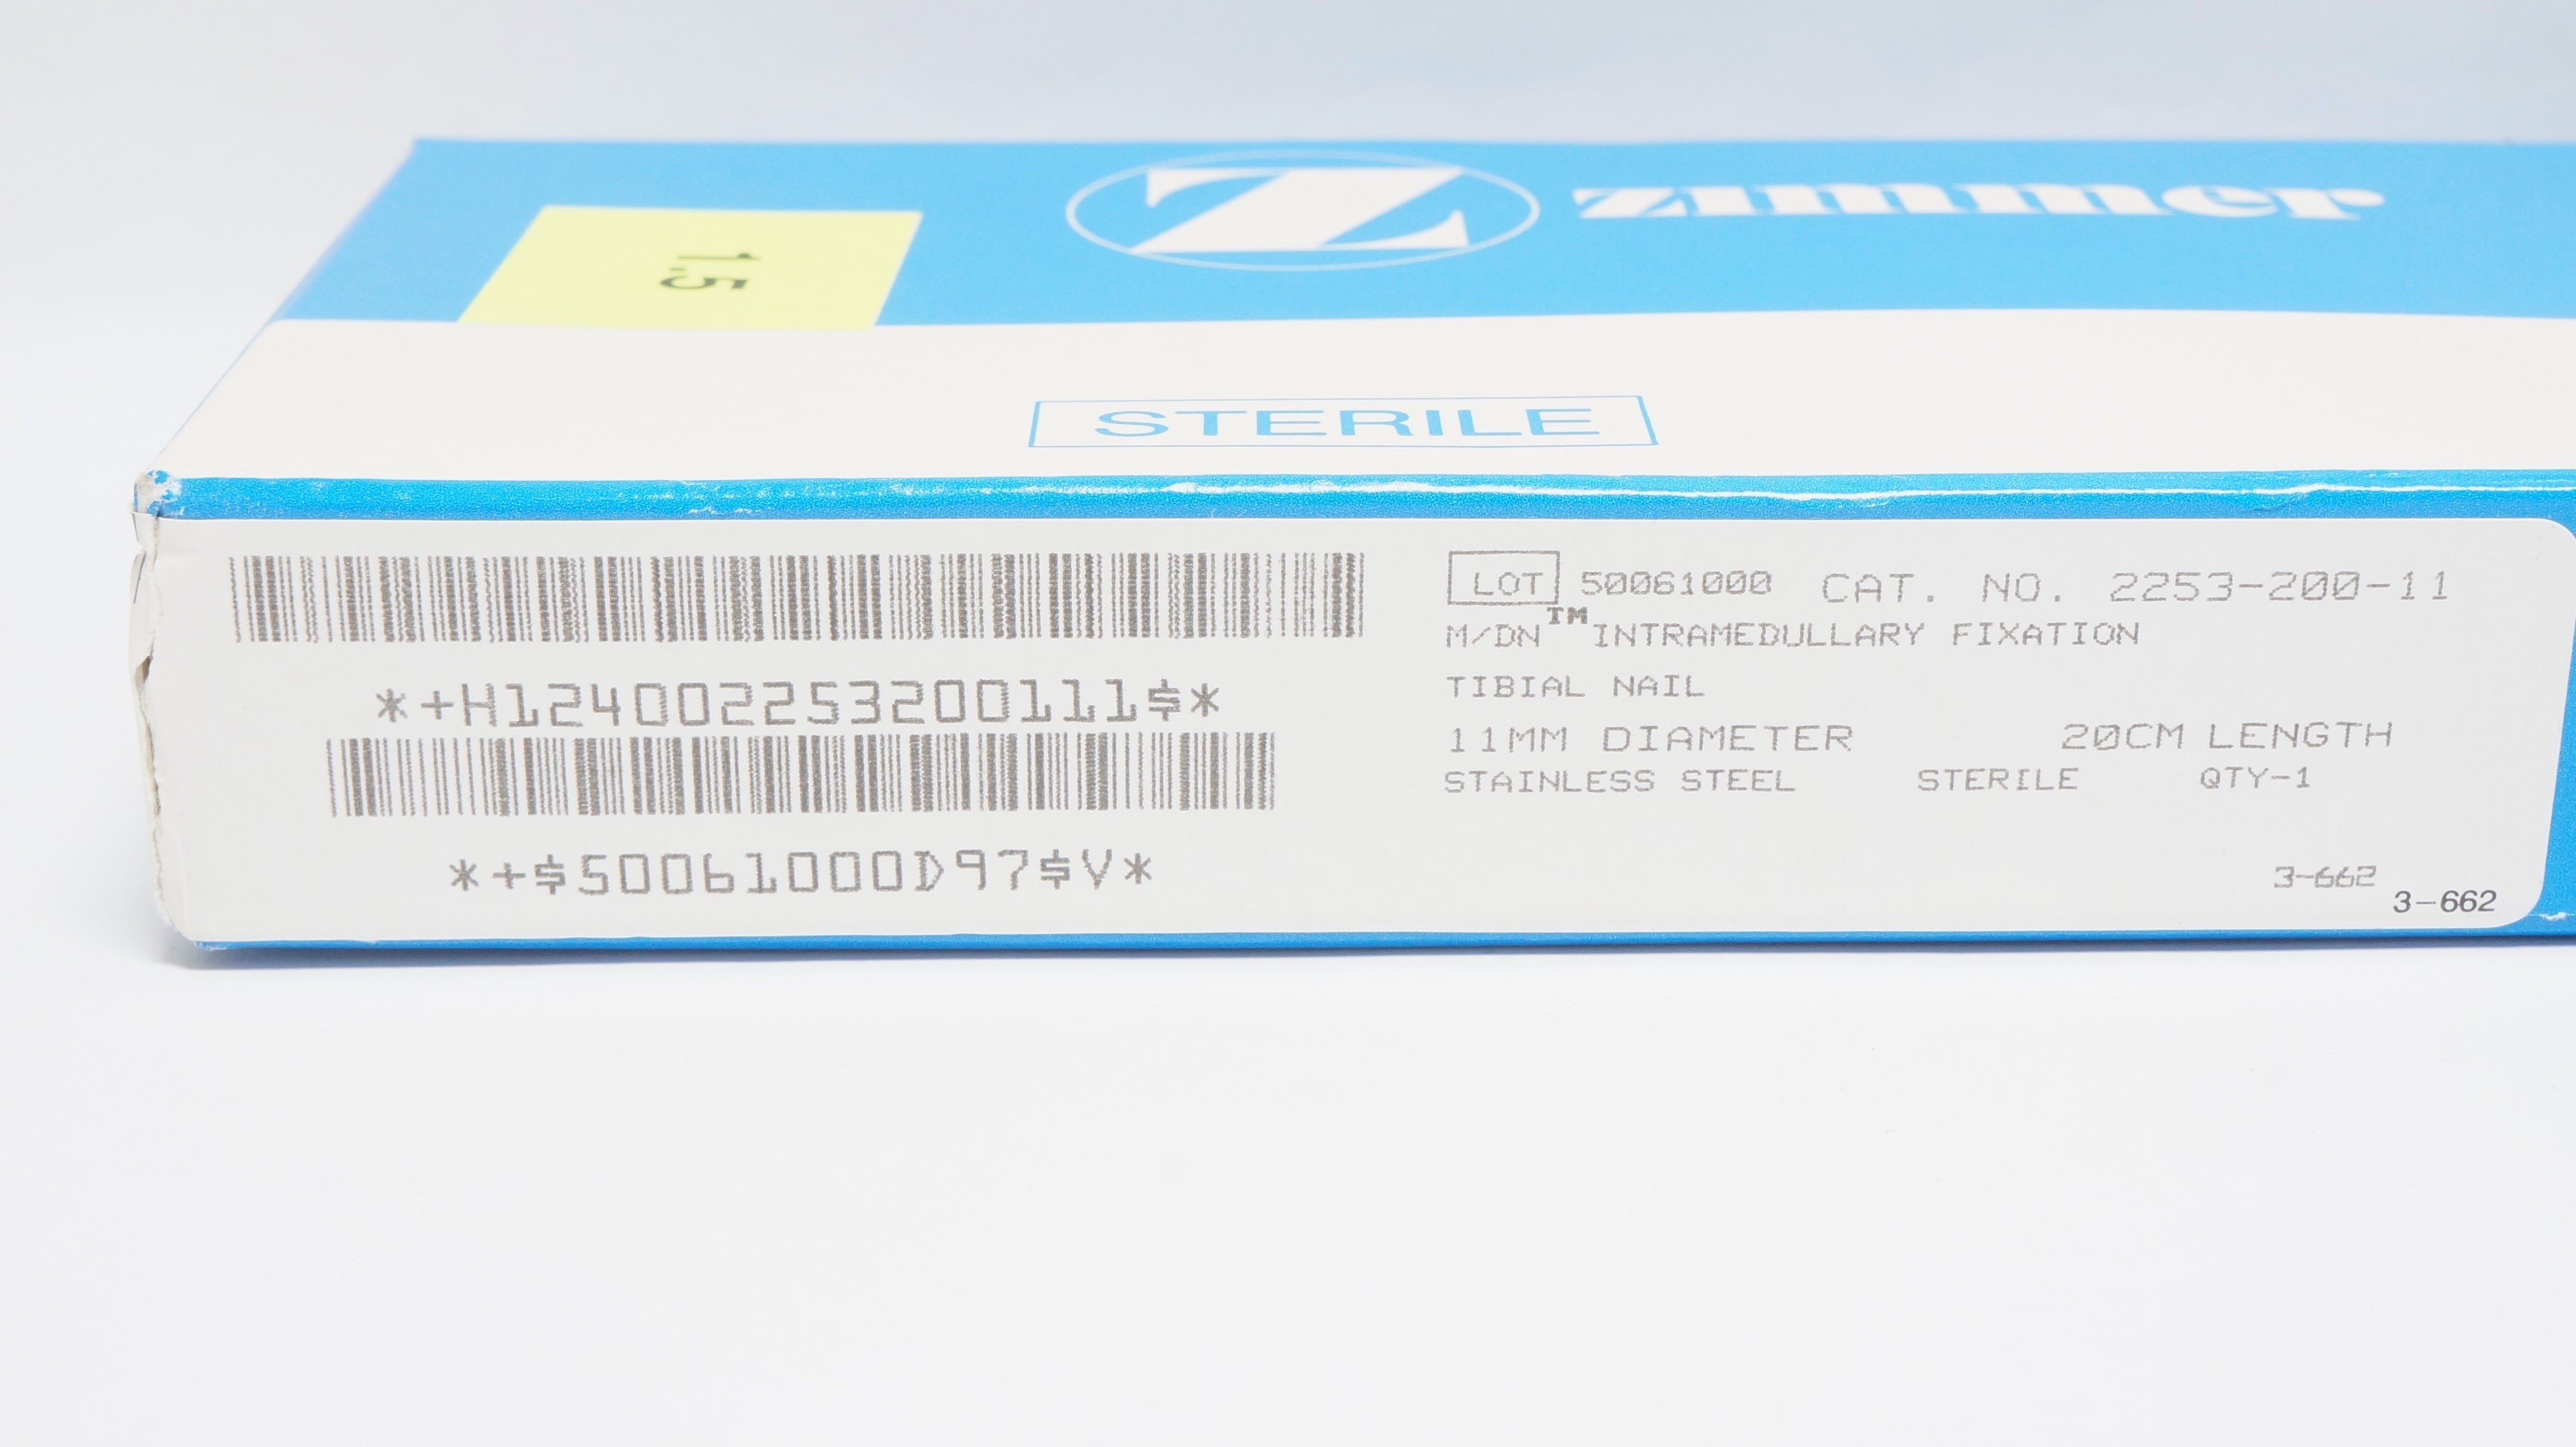 Z zimmer
1.5
STERILE
*+H124002253200111$*
*+$50061000D97$V*
LOT 50061000 CAT. NO. 2253-200-11
M/DN™ INTRAMEDULLARY FIXATION
TIBIAL NAIL
11MM DIAMETER 20CM LENGTH
STAINLESS STEEL STERILE QTY-1
3-662
3-662